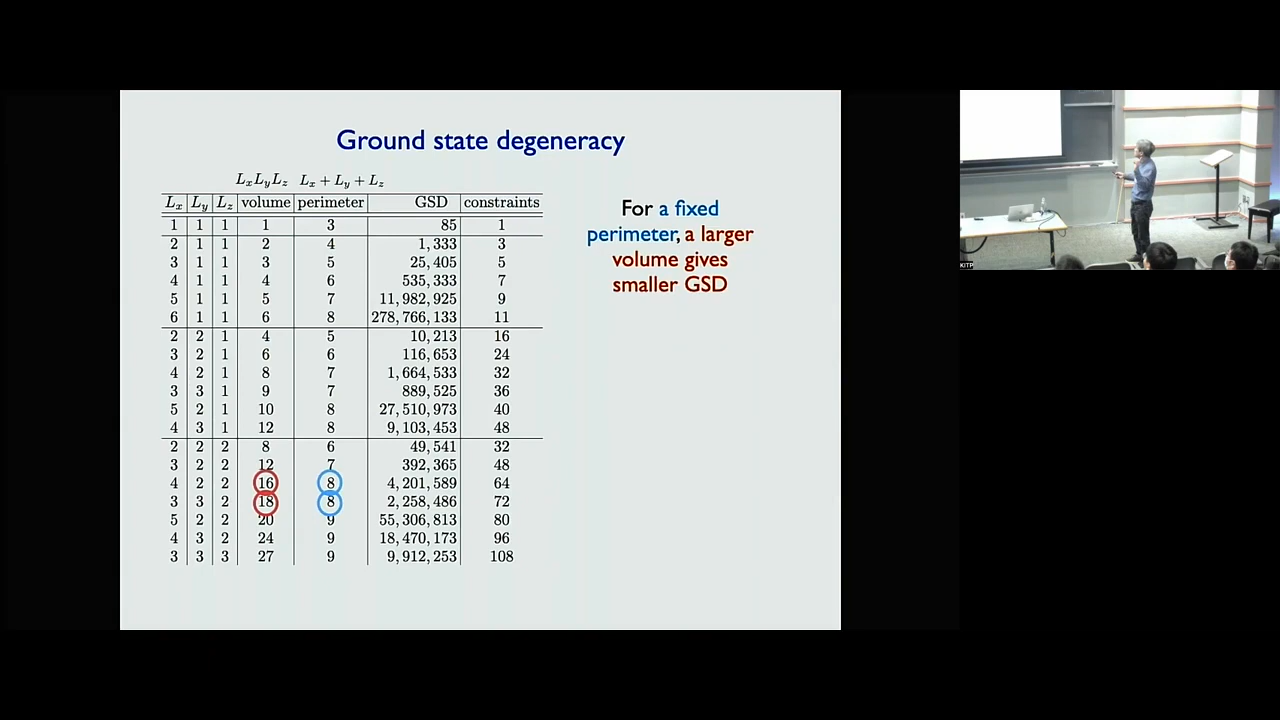 Ground state degeneracy
LxLyLz Lx + Ly + Lz
Lx Ly Lz volume perimeter GSD constraints
1 1 1 1 3 85 1
2 1 1 2 4 1,333 3
3 1 1 3 5 25,405 5
4 1 1 4 6 535,333 7
5 1 1 5 7 11,982,925 9
6 1 1 6 8 278,766,133 11
2 2 1 4 5 10,213 16
3 2 1 6 6 116,653 24
4 2 1 8 7 1,664,533 32
3 3 1 9 7 889,525 36
5 2 1 10 8 27,510,973 40
4 3 1 12 8 9,103,453 48
2 2 2 8 6 49,541 32
3 2 2 12 7 392,365 48
4 2 2 16 8 4,201,589 64
3 3 2 18 8 2,258,486 72
5 2 2 20 9 55,306,813 80
4 3 2 24 9 18,470,173 96
3 3 3 27 9 9,912,253 108
For a fixed
perimeter, a larger
volume gives
smaller GSD
KITP